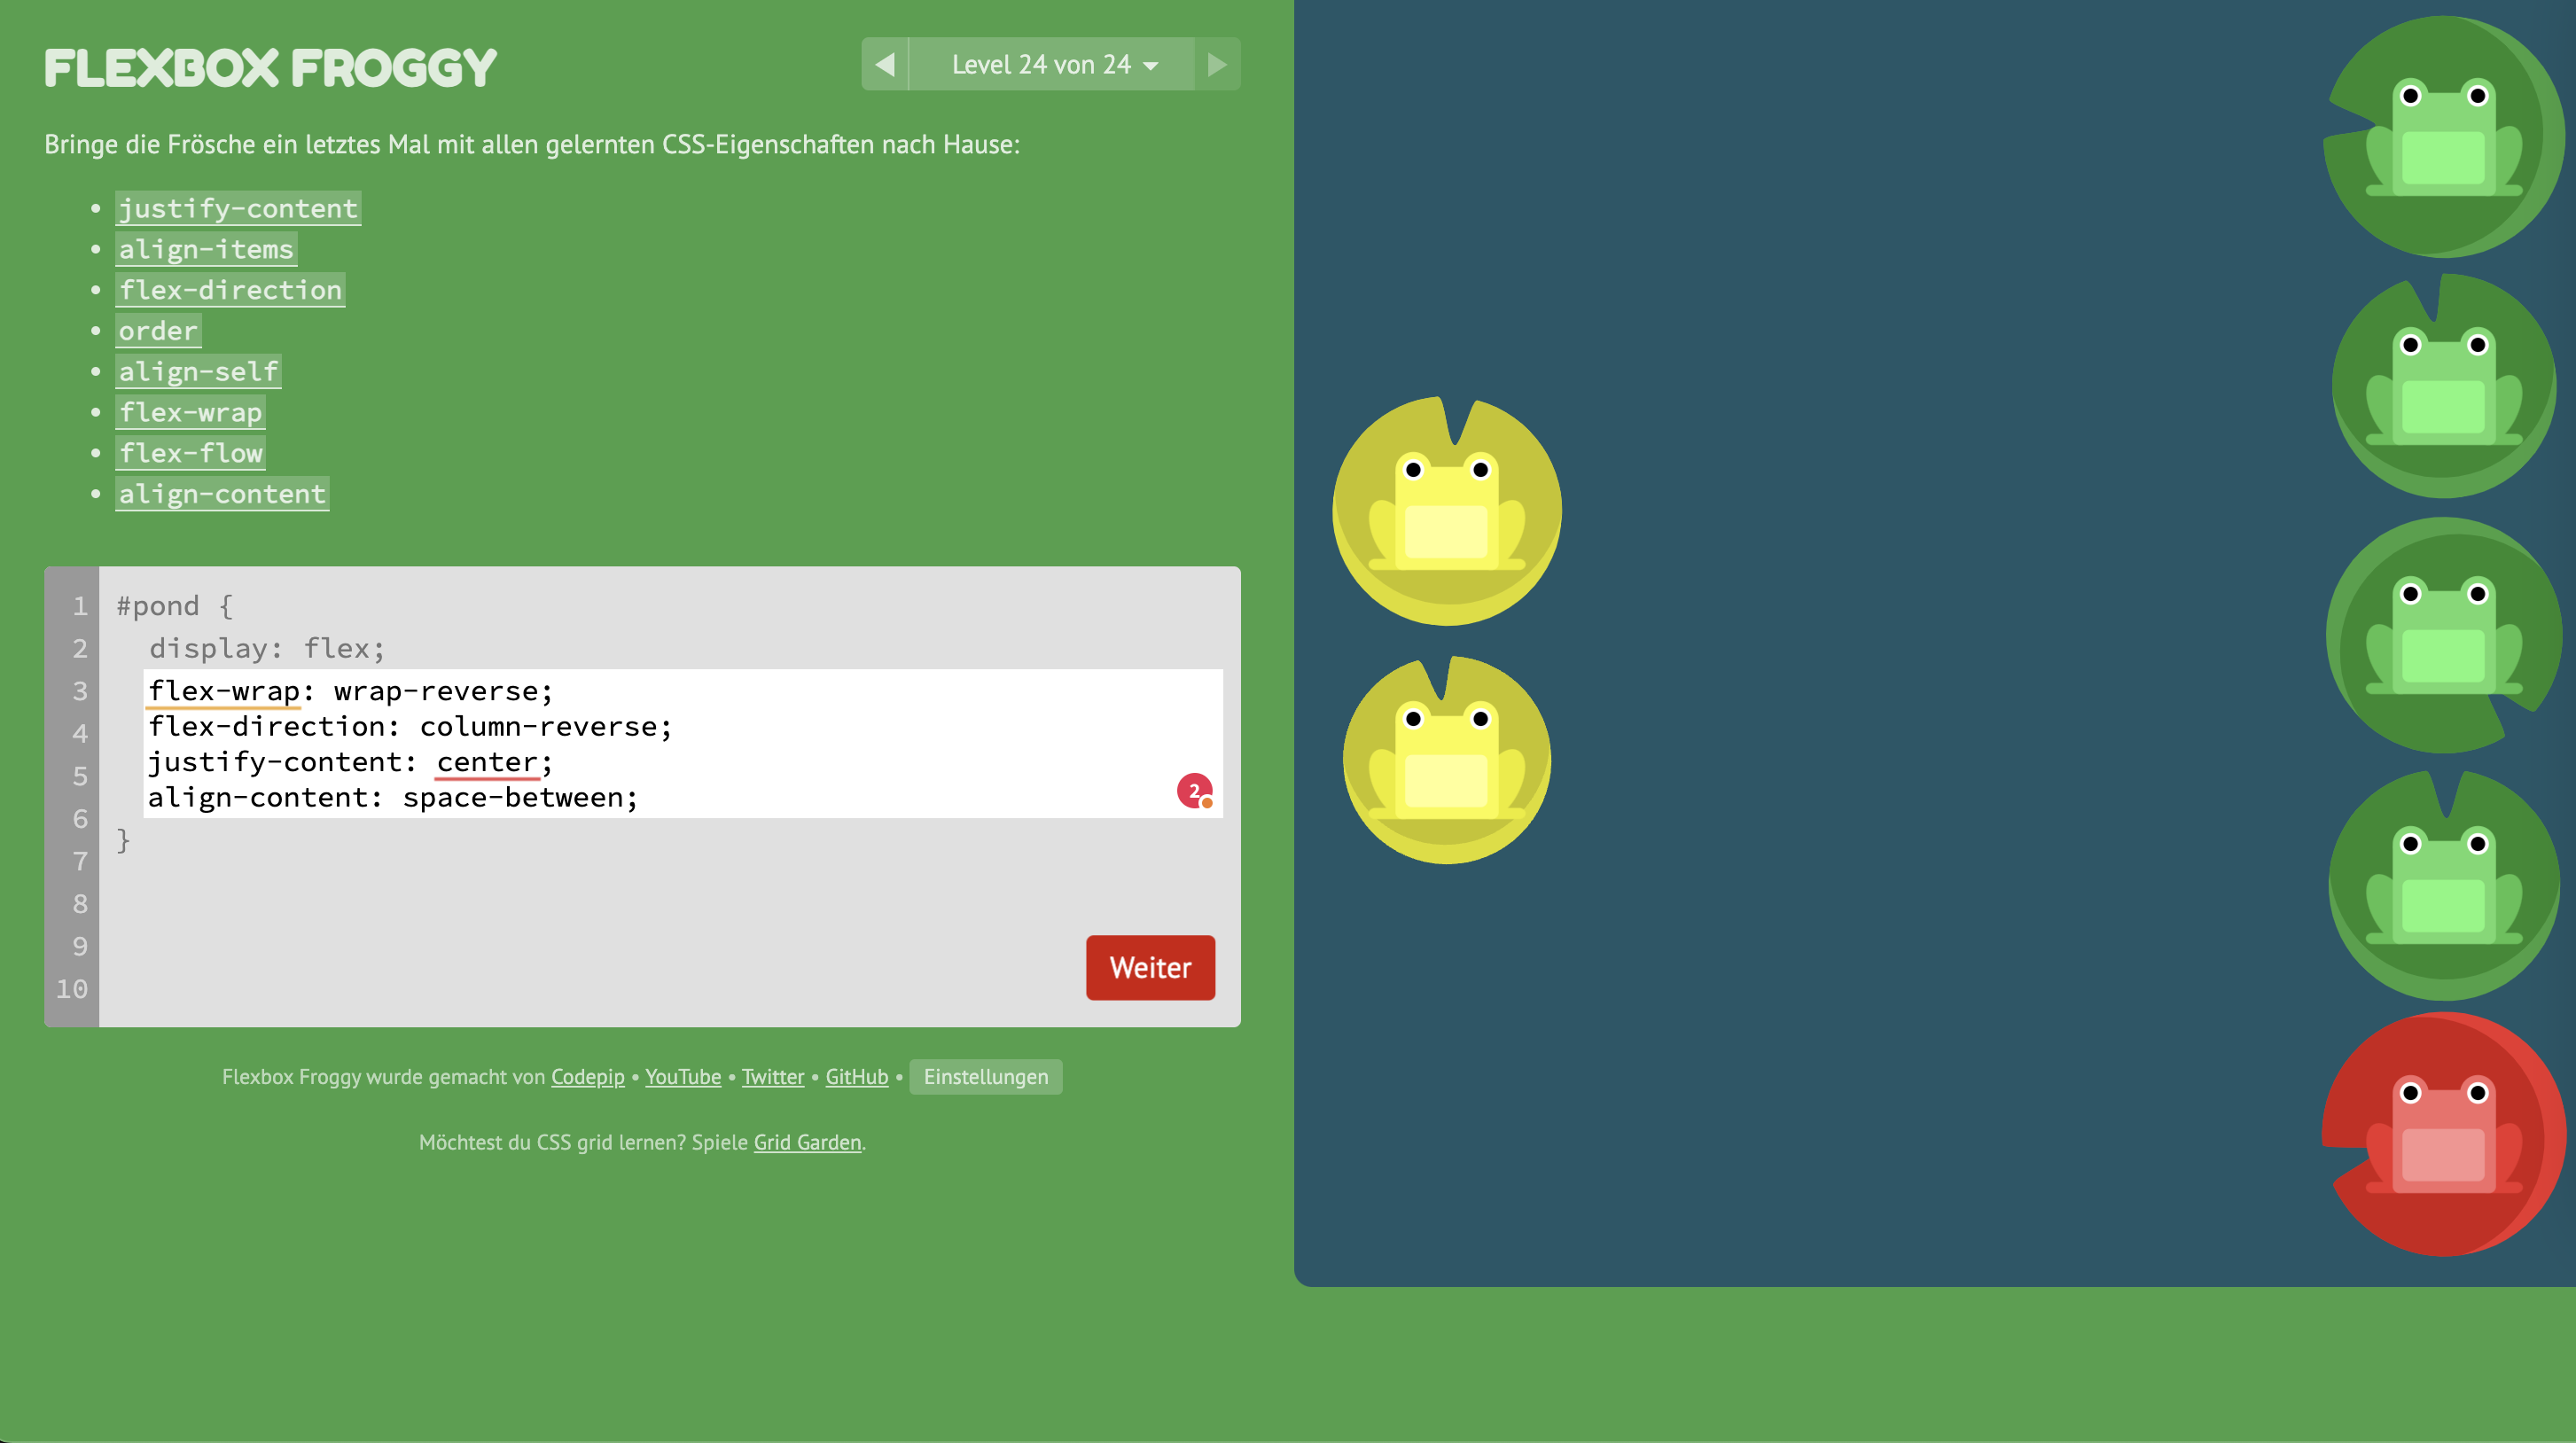 FLEXBOX FROGGY
Level 24 von 24
Bringe die Frösche ein letztes Mal mit allen gelernten CSS-Eigenschaften nach Hause:
justify-content
align-items
flex-direction
order
align-self
flex-wrap
flex-flow
align-content
1 #pond {
2 display: flex;
3 flex-wrap: wrap-reverse;
4 flex-direction: column-reverse;
5 justify-content: center;
6 align-content: space-between;
2
7 }
8
9
10
Weiter
Flexbox Froggy wurde gemacht von Codepip • YouTube • Twitter • GitHub • Einstellungen
Möchtest du CSS grid lernen? Spiele Grid Garden.